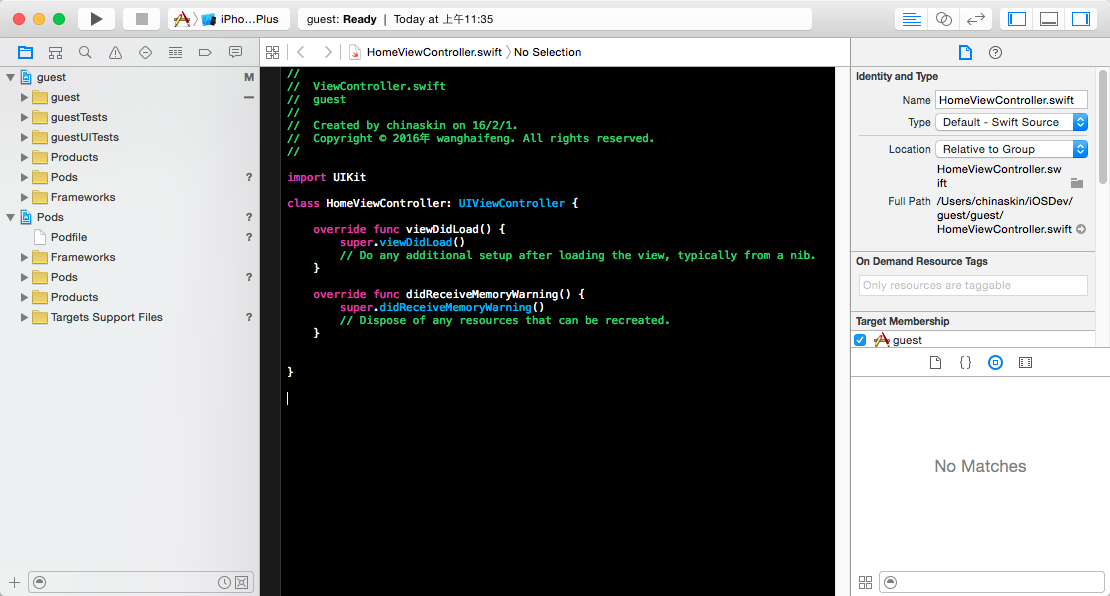 iPho...Plus
guest: Ready | Today at 上午11:35
HomeViewController.swift
No Selection
guest
M
guest
guestTests
guestUITests
Products
Pods
?
Frameworks
Pods
?
Podfile
?
Frameworks
Pods
?
Products
Targets Support Files
?
//
// ViewController.swift
// guest
//
// Created by chinaskin on 16/2/1.
// Copyright © 2016年 wanghaifeng. All rights reserved.
//
import UIKit
class HomeViewController: UIViewController {
override func viewDidLoad() {
super.viewDidLoad()
// Do any additional setup after loading the view, typically from a nib.
}
override func didReceiveMemoryWarning() {
super.didReceiveMemoryWarning()
// Dispose of any resources that can be recreated.
}
}
Identity and Type
Name HomeViewController.swift
Type Default - Swift Source
Location Relative to Group
HomeViewController.sw
ift
Full Path /Users/chinaskin/iOSDev/
guest/guest/
HomeViewController.swift
On Demand Resource Tags
Only resources are taggable
Target Membership
guest
{ }
No Matches